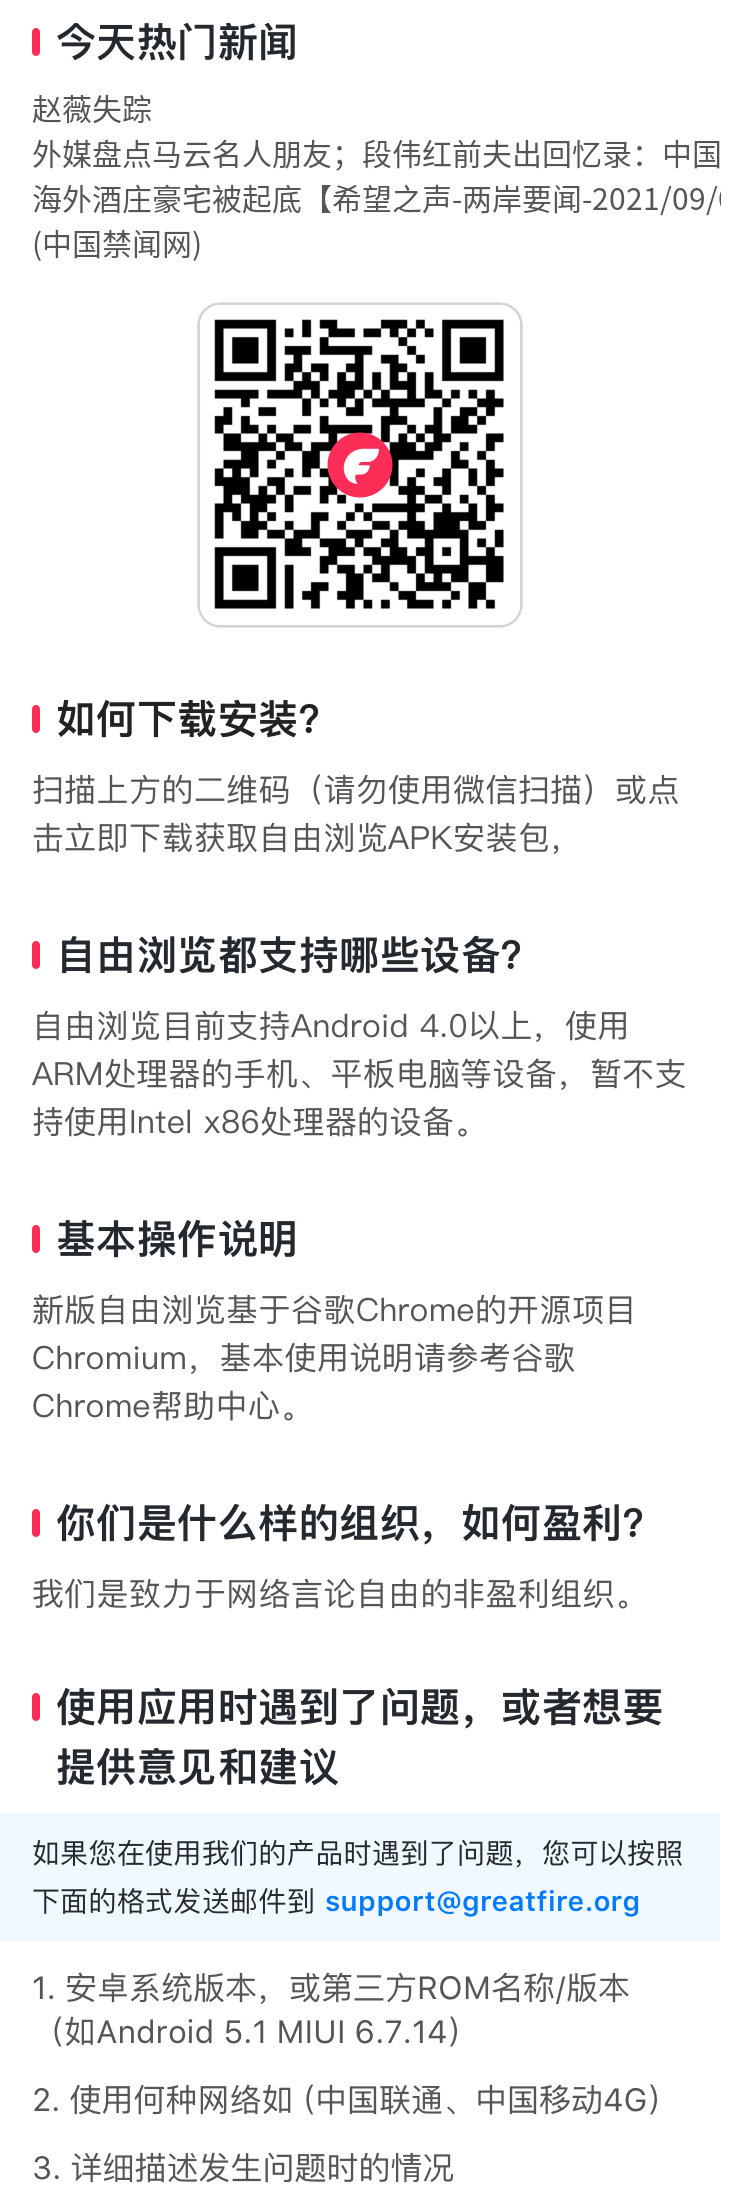 今天热门新闻
赵薇失踪
外媒盘点马云名人朋友；段伟红前夫出回忆录：中国
海外酒庄豪宅被起底【希望之声-两岸要闻-2021/09/
(中国禁闻网)
如何下载安装?
扫描上方的二维码（请勿使用微信扫描）或点
击立即下载获取自由浏览APK安装包，
自由浏览都支持哪些设备?
自由浏览目前支持Android 4.0以上，使用
ARM处理器的手机、平板电脑等设备，暂不支
持使用Intel x86处理器的设备。
基本操作说明
新版自由浏览基于谷歌Chrome的开源项目
Chromium，基本使用说明请参考谷歌
Chrome帮助中心。
你们是什么样的组织，如何盈利?
我们是致力于网络言论自由的非盈利组织。
使用应用时遇到了问题，或者想要
提供意见和建议
如果您在使用我们的产品时遇到了问题，您可以按照
下面的格式发送邮件到 support@greatfire.org
1. 安卓系统版本，或第三方ROM名称/版本
（如Android 5.1 MIUI 6.7.14）
2. 使用何种网络如 (中国联通、中国移动4G）
3. 详细描述发生问题时的情况